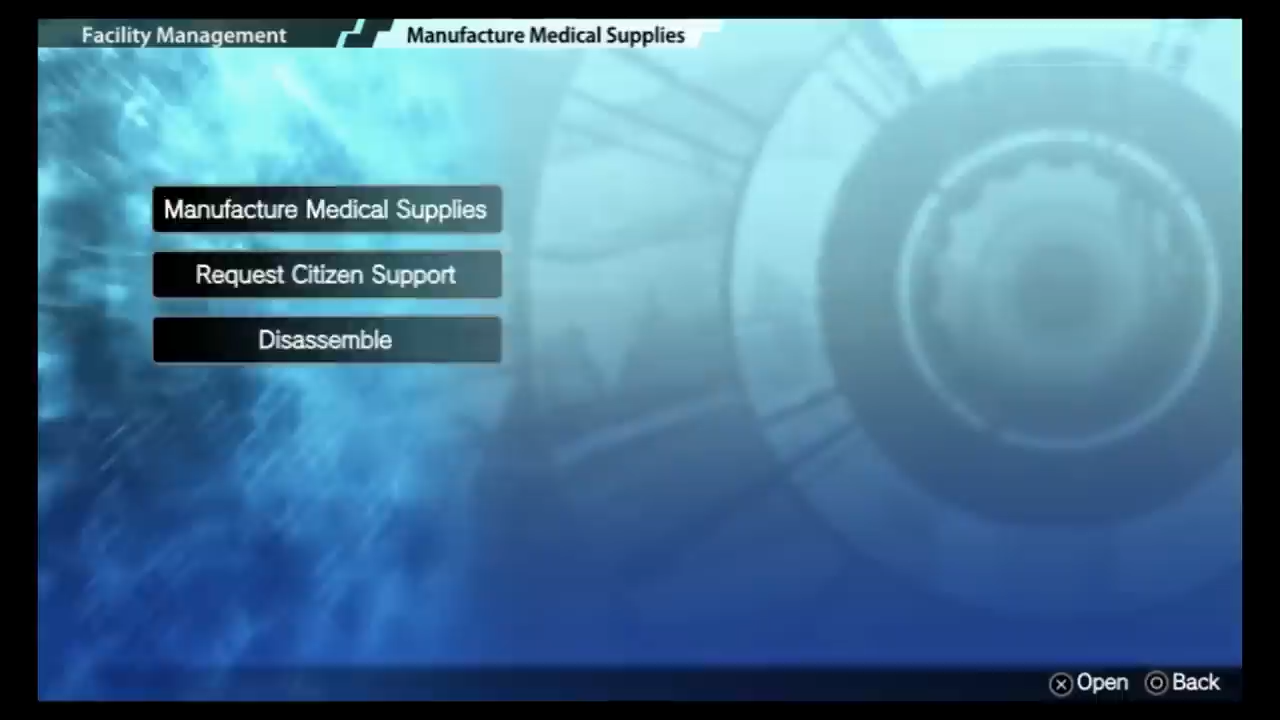 Facility Management
Manufacture Medical Supplies
Manufacture Medical Supplies
Request Citizen Support
Disassemble
Open Back